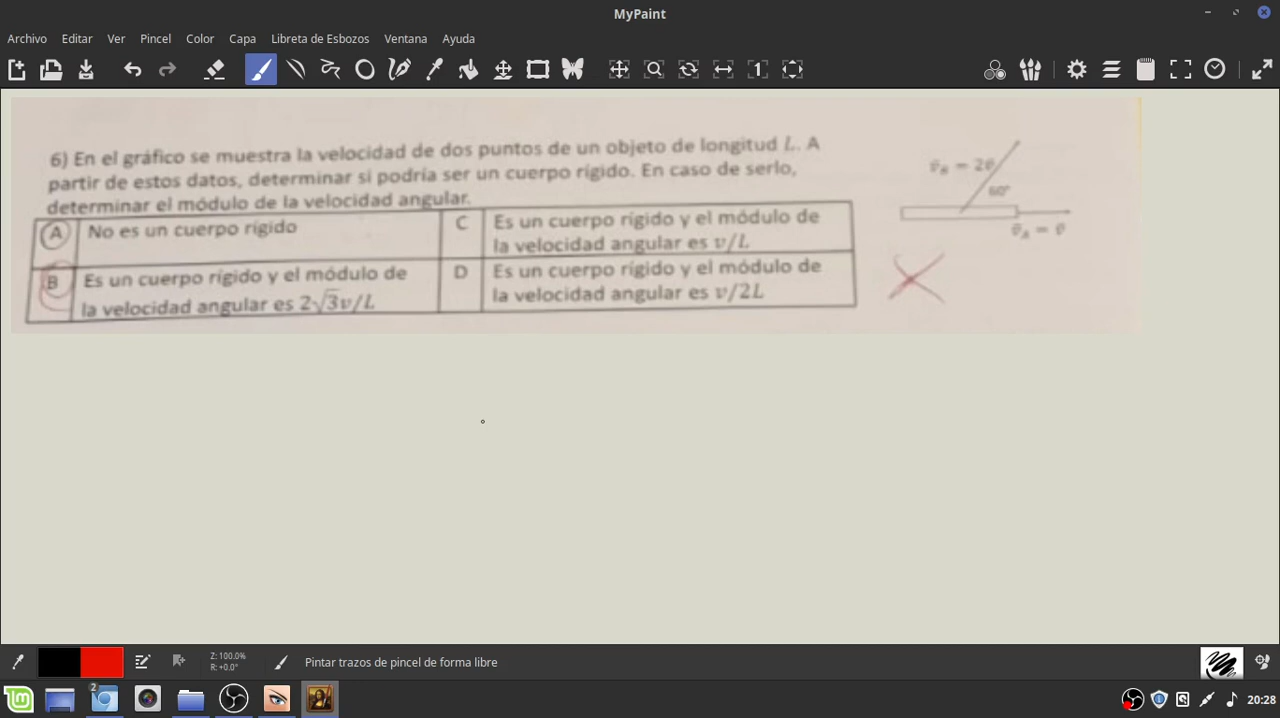 MyPaint
Archivo Editar Ver Pincel Color Capa Libreta de Esbozos Ventana Ayuda
6) En el gráfico se muestra la velocidad de dos puntos de un objeto de longitud L. A
partir de estos datos, determinar si podría ser un cuerpo rígido. En caso de serlo,
determinar el módulo de la velocidad angular.
A No es un cuerpo rígido
C Es un cuerpo rígido y el módulo de
la velocidad angular es v/L
B Es un cuerpo rígido y el módulo de
la velocidad angular es 2√3v/L
D Es un cuerpo rígido y el módulo de
la velocidad angular es v/2L
60°
Z: 100.0%
R: +0.0°
Pintar trazos de pincel de forma libre
2
20:28